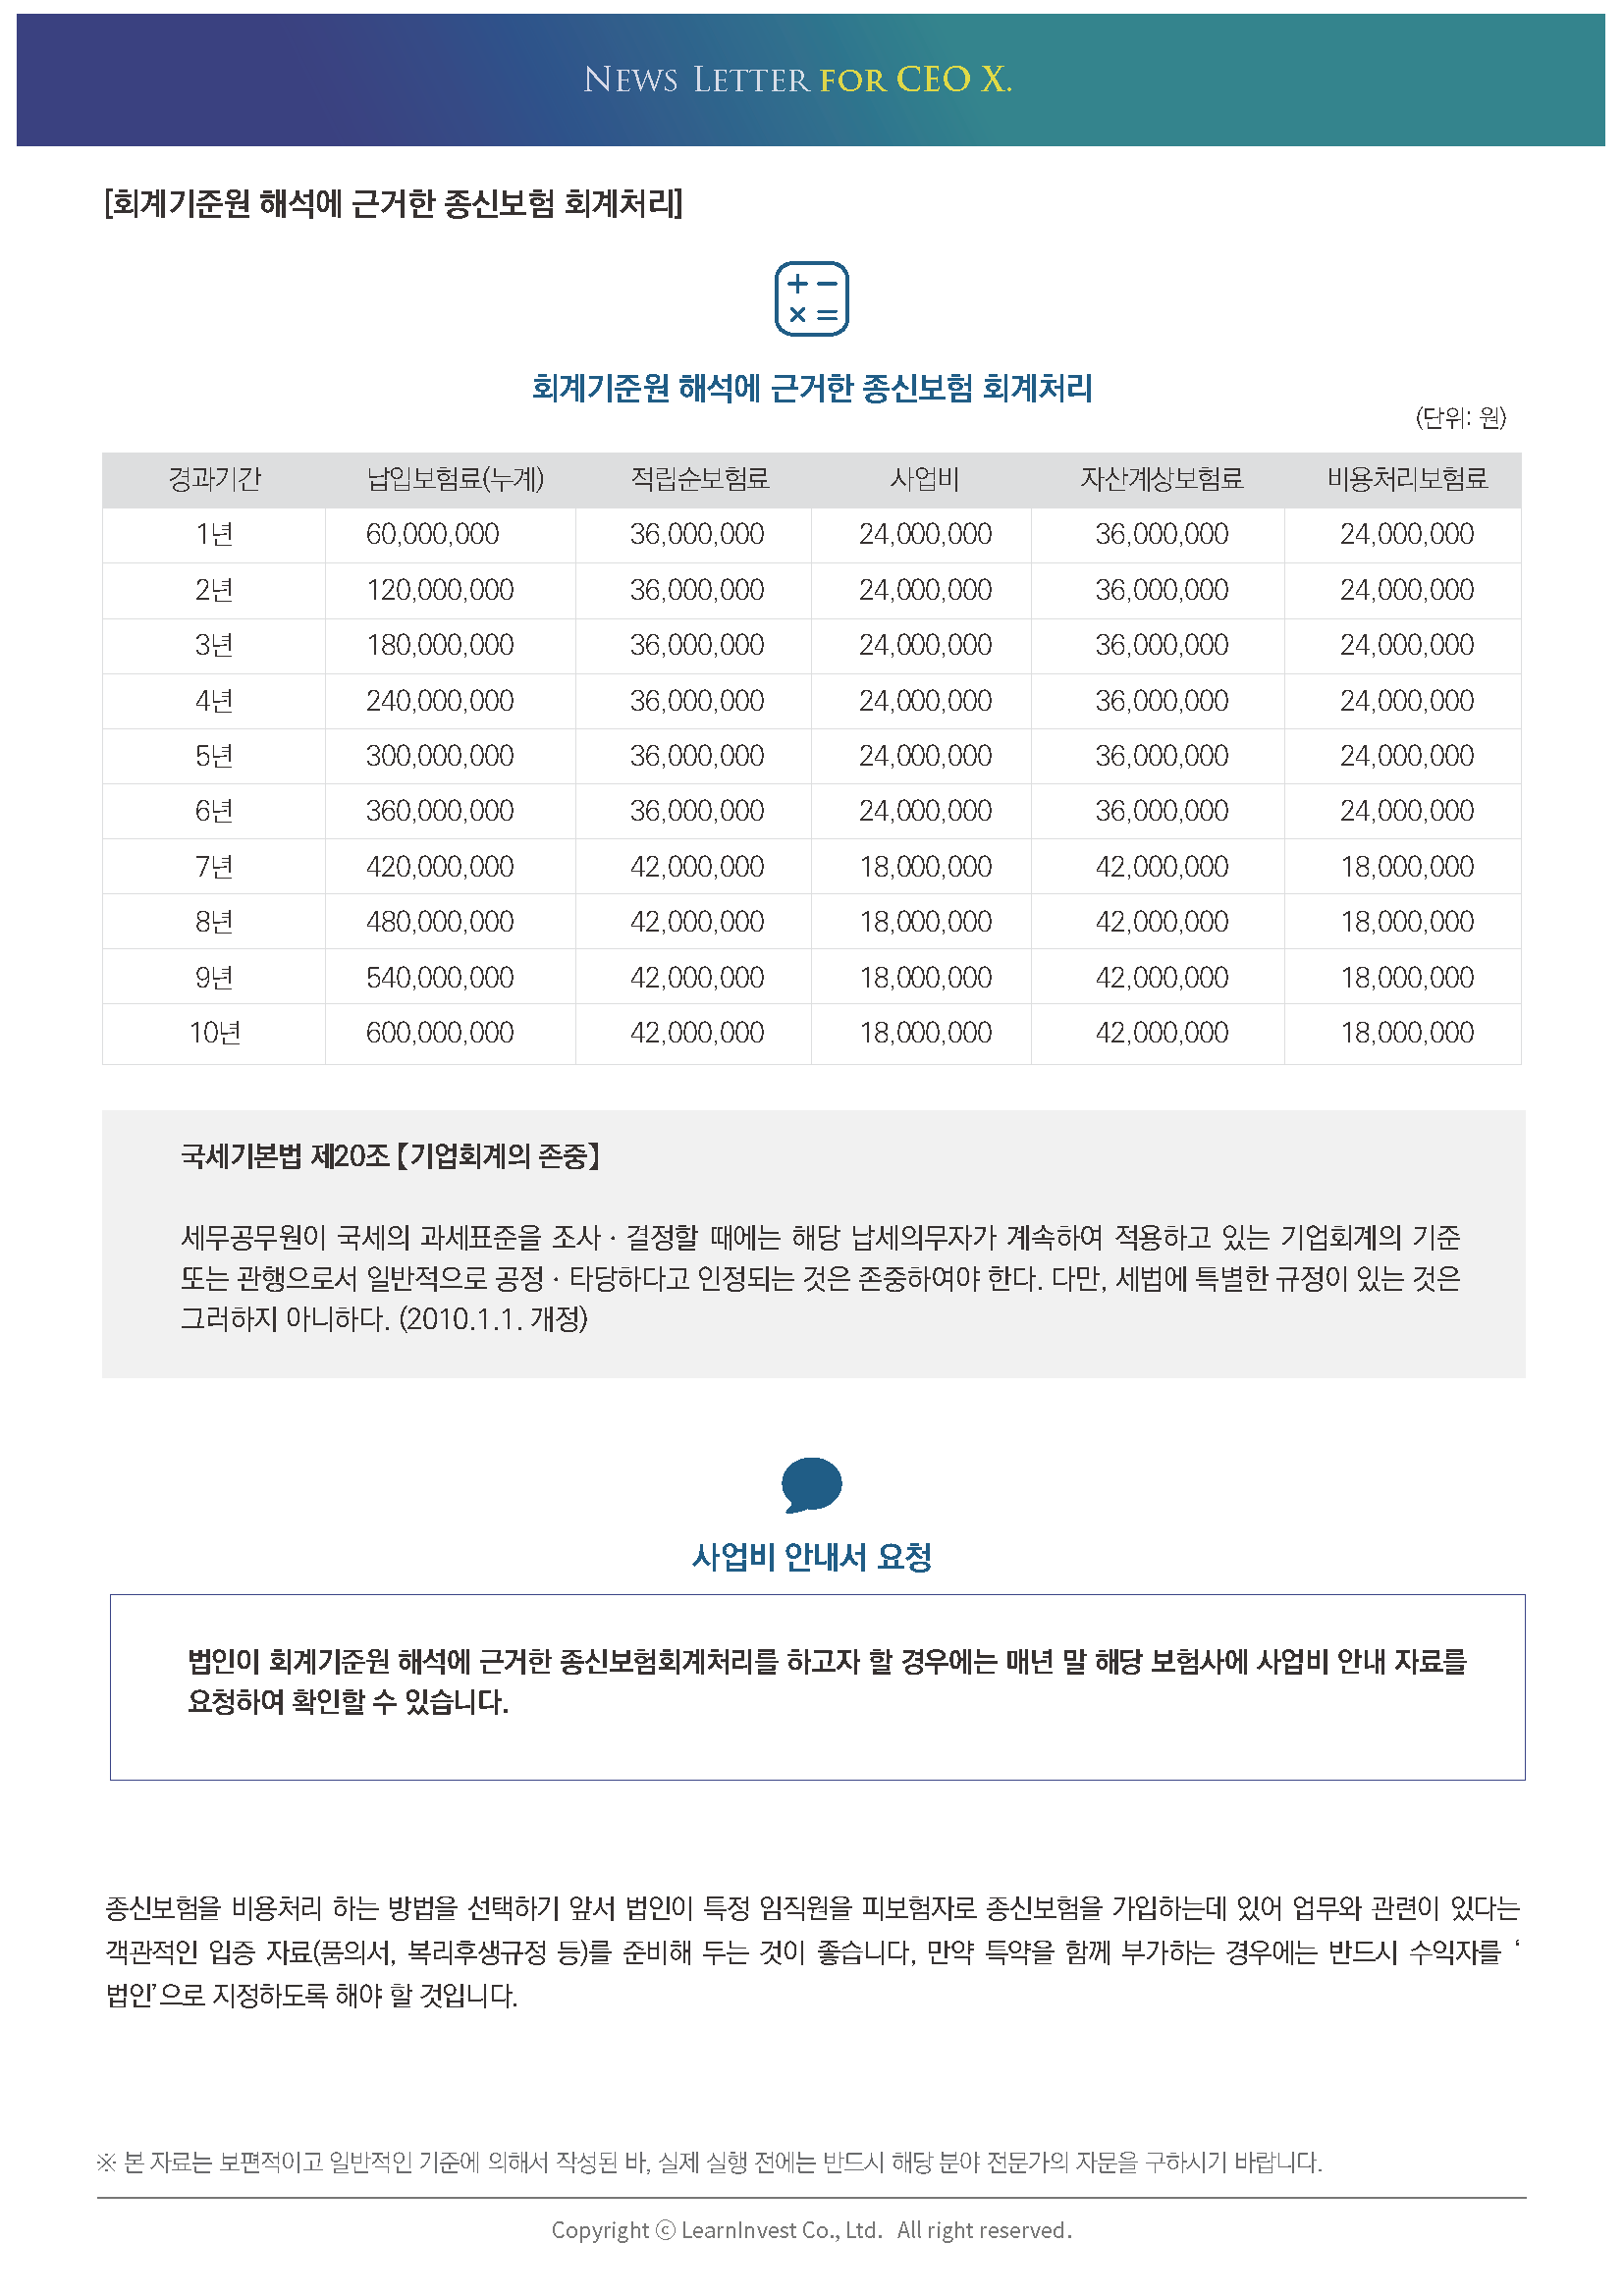 News Letter for CEO X.
[회계기준원 해석에 근거한 종신보험 회계처리]
회계기준원 해석에 근거한 종신보험 회계처리
(단위: 원)
경과기간 납입보험료(누계) 적립순보험료 사업비 자산계상보험료 비용처리보험료
1년 60,000,000 36,000,000 24,000,000 36,000,000 24,000,000
2년 120,000,000 36,000,000 24,000,000 36,000,000 24,000,000
3년 180,000,000 36,000,000 24,000,000 36,000,000 24,000,000
4년 240,000,000 36,000,000 24,000,000 36,000,000 24,000,000
5년 300,000,000 36,000,000 24,000,000 36,000,000 24,000,000
6년 360,000,000 36,000,000 24,000,000 36,000,000 24,000,000
7년 420,000,000 42,000,000 18,000,000 42,000,000 18,000,000
8년 480,000,000 42,000,000 18,000,000 42,000,000 18,000,000
9년 540,000,000 42,000,000 18,000,000 42,000,000 18,000,000
10년 600,000,000 42,000,000 18,000,000 42,000,000 18,000,000
국세기본법 제20조【기업회계의 존중】
세무공무원이 국세의 과세표준을 조사 · 결정할 때에는 해당 납세의무자가 계속하여 적용하고 있는 기업회계의 기준
또는 관행으로서 일반적으로 공정 · 타당하다고 인정되는 것은 존중하여야 한다. 다만, 세법에 특별한 규정이 있는 것은
그러하지 아니하다. (2010.1.1. 개정)
사업비 안내서 요청
법인이 회계기준원 해석에 근거한 종신보험회계처리를 하고자 할 경우에는 매년 말 해당 보험사에 사업비 안내 자료를
요청하여 확인할 수 있습니다.
종신보험을 비용처리 하는 방법을 선택하기 앞서 법인이 특정 임직원을 피보험자로 종신보험을 가입하는데 있어 업무와 관련이 있다는
객관적인 입증 자료(품의서, 복리후생규정 등)를 준비해 두는 것이 좋습니다, 만약 특약을 함께 부가하는 경우에는 반드시 수익자를 ‘
법인’으로 지정하도록 해야 할 것입니다.
※ 본 자료는 보편적이고 일반적인 기준에 의해서 작성된 바, 실제 실행 전에는 반드시 해당 분야 전문가의 자문을 구하시기 바랍니다.
Copyright ⓒ LearnInvest Co., Ltd. All right reserved.